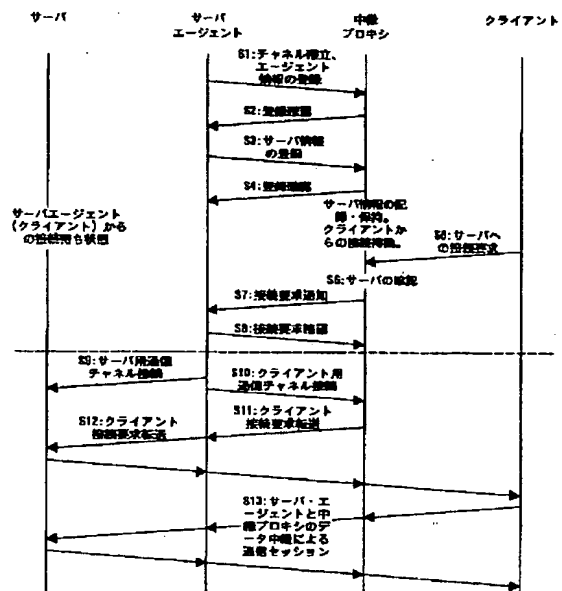 サーバ
サーバ
エージェント
中継
プロキシ
クライアント
S1:チャネル確立、
エージェント
情報の登録
S2:登録確認
S3:サーバ情報
の登録
S4:登録確認
サーバエージェント
(クライアント)から
の接続待ち状態
サーバ情報の記
録・保持。
クライアントか
らの接続待機。
S5:サーバへ
の接続要求
S6:サーバの確認
S7:接続要求通知
S8:接続要求確認
S9:サーバ用通信
チャネル接続
S10:クライアント用
通信チャネル接続
S11:クライアント
接続要求転送
S12:クライアント
接続要求転送
S13:サーバ・エ
ージェントと中
継プロキシのデ
ータ中継による
通信セッション